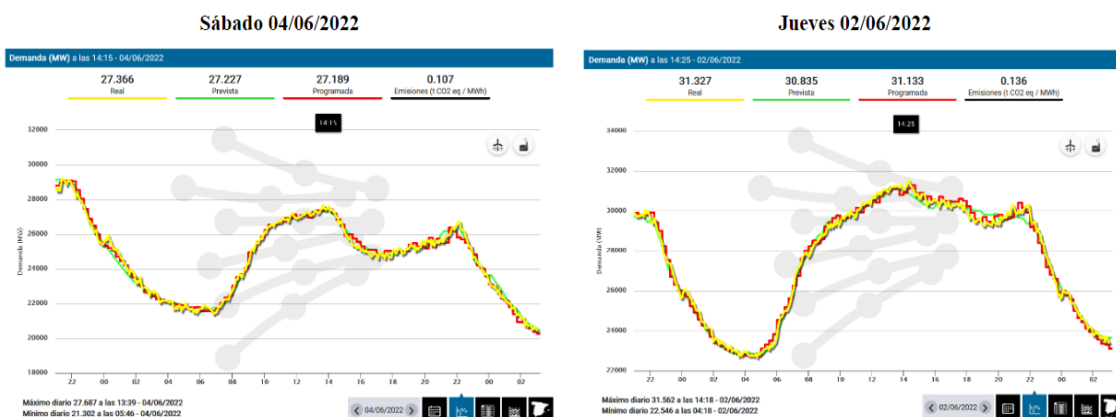 Sábado 04/06/2022
Demanda (MW) a las 14:15 - 04/06/2022
27.366 27.227 27.189 0.107
Real Prevista Programada Emisiones (t CO2 eq / MWh)
14:15
32000
30000
28000
26000
24000
22000
20000
18000
Demanda (MW)
22 00 02 04 06 08 10 12 14 16 18 20 22 00 02
Máximo diario 27.687 a las 13:39 - 04/06/2022
Mínimo diario 21.302 a las 05:46 - 04/06/2022
04/06/2022
Jueves 02/06/2022
Demanda (MW) a las 14:25 - 02/06/2022
31.327 30.835 31.133 0.136
Real Prevista Programada Emisiones (t CO2 eq / MWh)
14:25
34000
32000
30000
28000
26000
24000
22000
Demanda (MW)
22 00 02 04 06 08 10 12 14 16 18 20 22 00 02
Máximo diario 31.562 a las 14:18 - 02/06/2022
Mínimo diario 22.546 a las 04:18 - 02/06/2022
02/06/2022